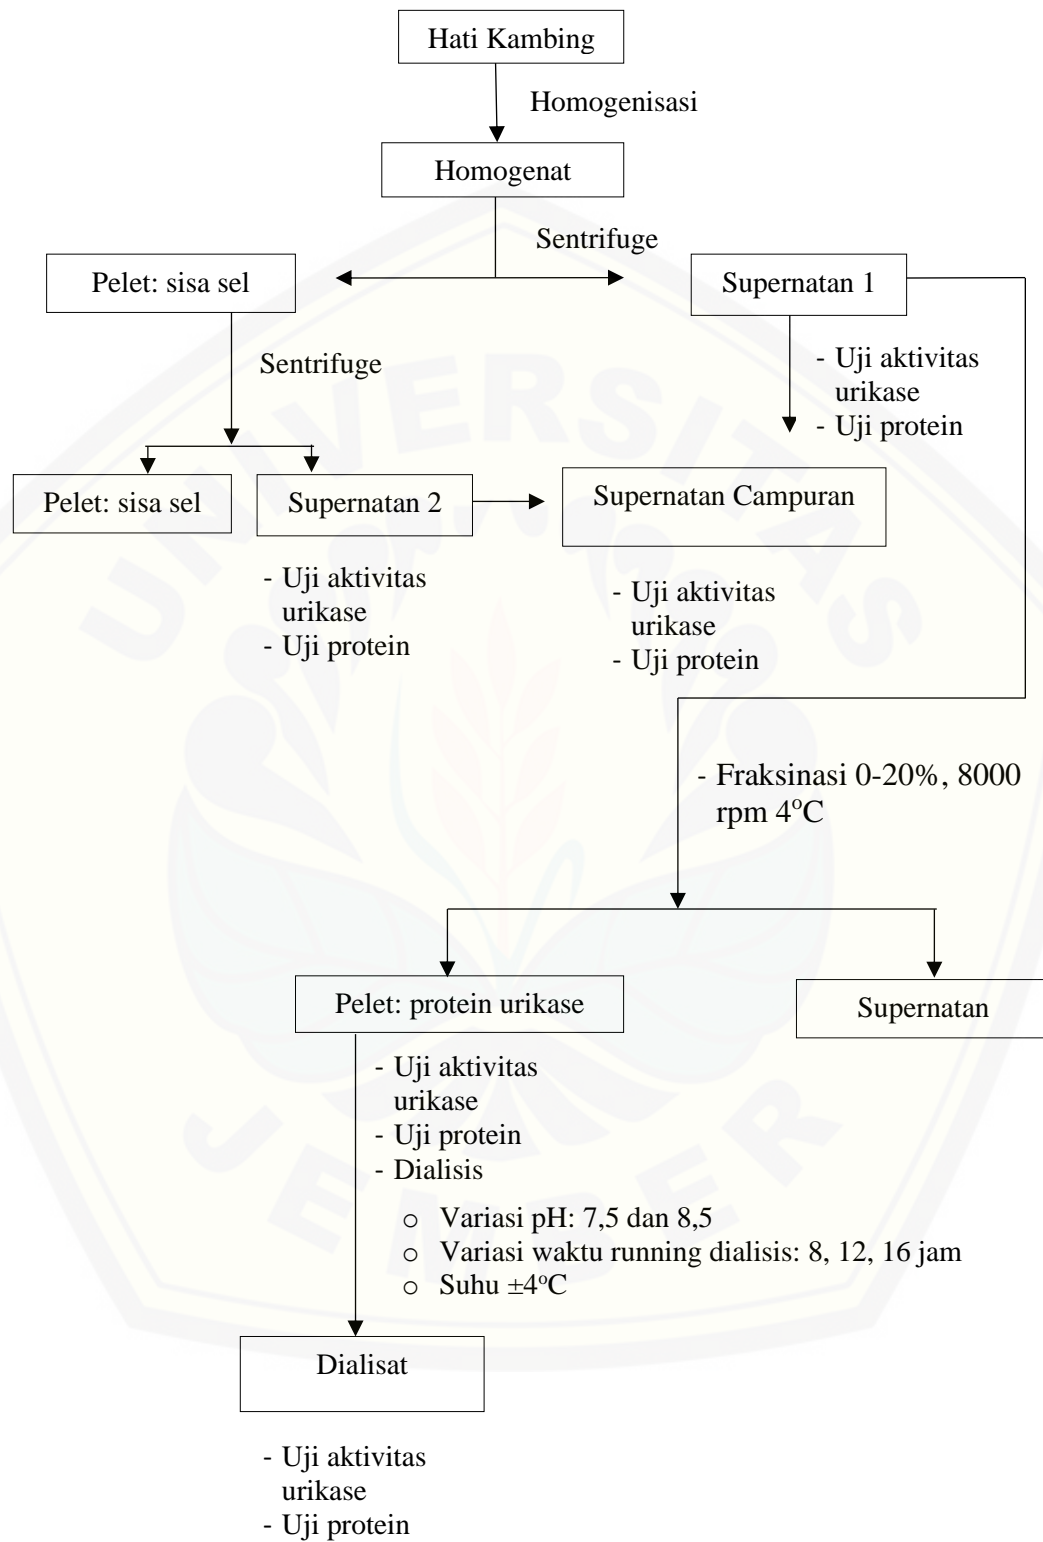 Hati Kambing
Homogenisasi
Homogenat
Sentrifuge
Pelet: sisa sel
Supernatan 1
Sentrifuge
- Uji aktivitas
urikase
- Uji protein
Pelet: sisa sel
Supernatan 2
Supernatan Campuran
- Uji aktivitas
urikase
- Uji protein
- Uji aktivitas
urikase
- Uji protein
- Fraksinasi 0-20%, 8000
rpm 4°C
Pelet: protein urikase
Supernatan
- Uji aktivitas
urikase
- Uji protein
- Dialisis
o Variasi pH: 7,5 dan 8,5
o Variasi waktu running dialisis: 8, 12, 16 jam
o Suhu ±4°C
Dialisat
- Uji aktivitas
urikase
- Uji protein
UNIVERSITAS
JEMBER